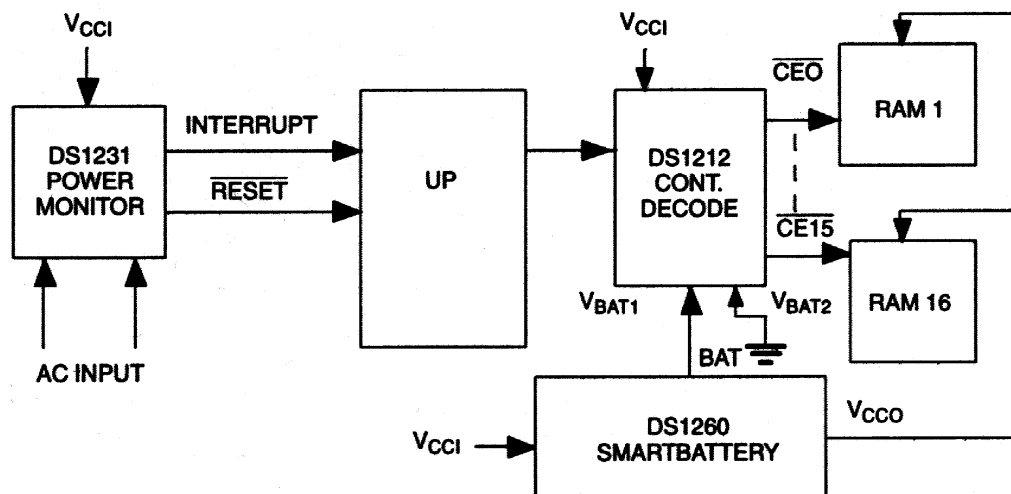 VCCI
DS1231
POWER
MONITOR
AC INPUT
INTERRUPT
RESET
UP
VCCI
DS1212
CONT.
DECODE
CEO
CE15
RAM 1
RAM 16
VBAT1
VBAT2
BAT
VCCI
DS1260
SMARTBATTERY
VCCO